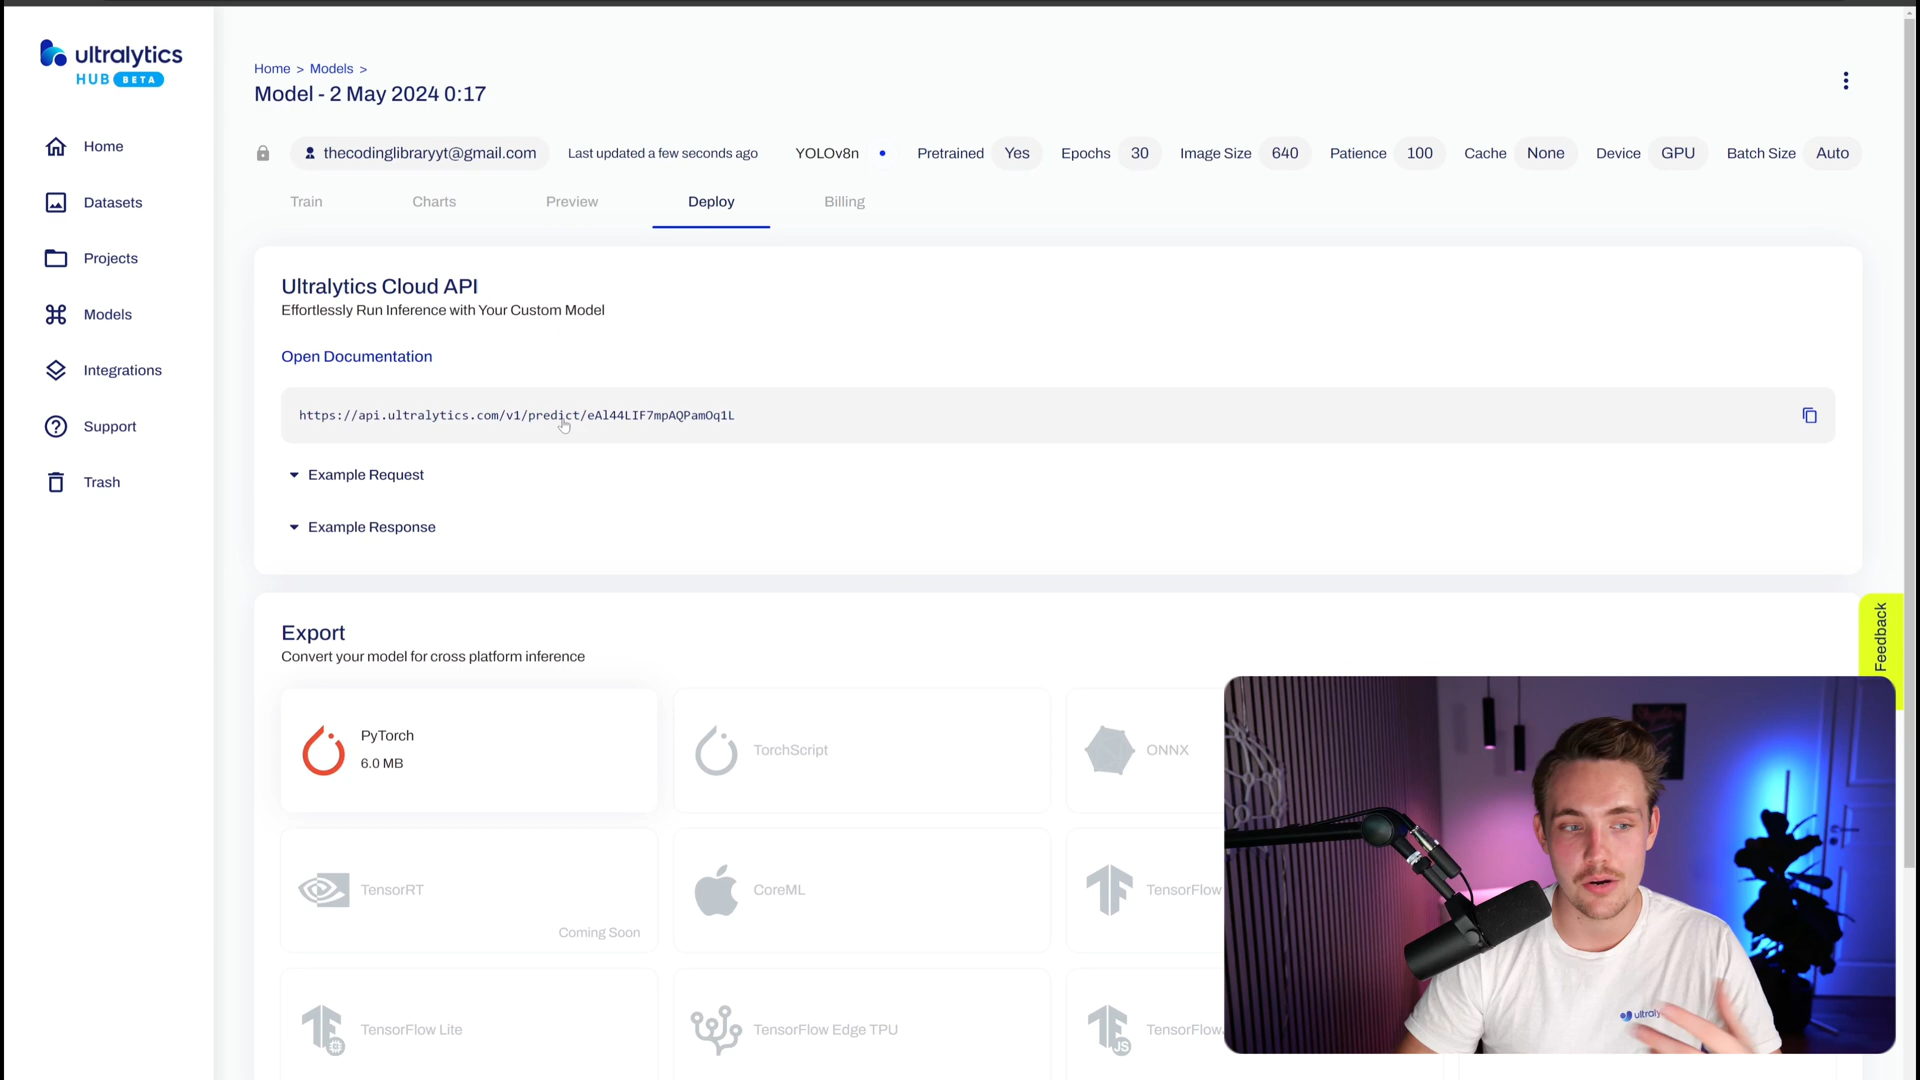 ultralytics
HUB BETA
Home
Datasets
Projects
Models
Integrations
Support
Trash
Home > Models >
Model - 2 May 2024 0:17
thecodinglibraryyt@gmail.com Last updated a few seconds ago YOLOv8n Pretrained Yes Epochs 30 Image Size 640 Patience 100 Cache None Device GPU Batch Size Auto
Train Charts Preview Deploy Billing
Ultralytics Cloud API
Effortlessly Run Inference with Your Custom Model
Open Documentation
https://api.ultralytics.com/v1/predict/eAl44LIF7mpAQPamOq1L
Example Request
Example Response
Feedback
Export
Convert your model for cross platform inference
PyTorch
6.0 MB
TorchScript
ONNX
TensorRT
Coming Soon
CoreML
TensorFlow
TensorFlow Lite
TensorFlow Edge TPU
TensorFlow
JS